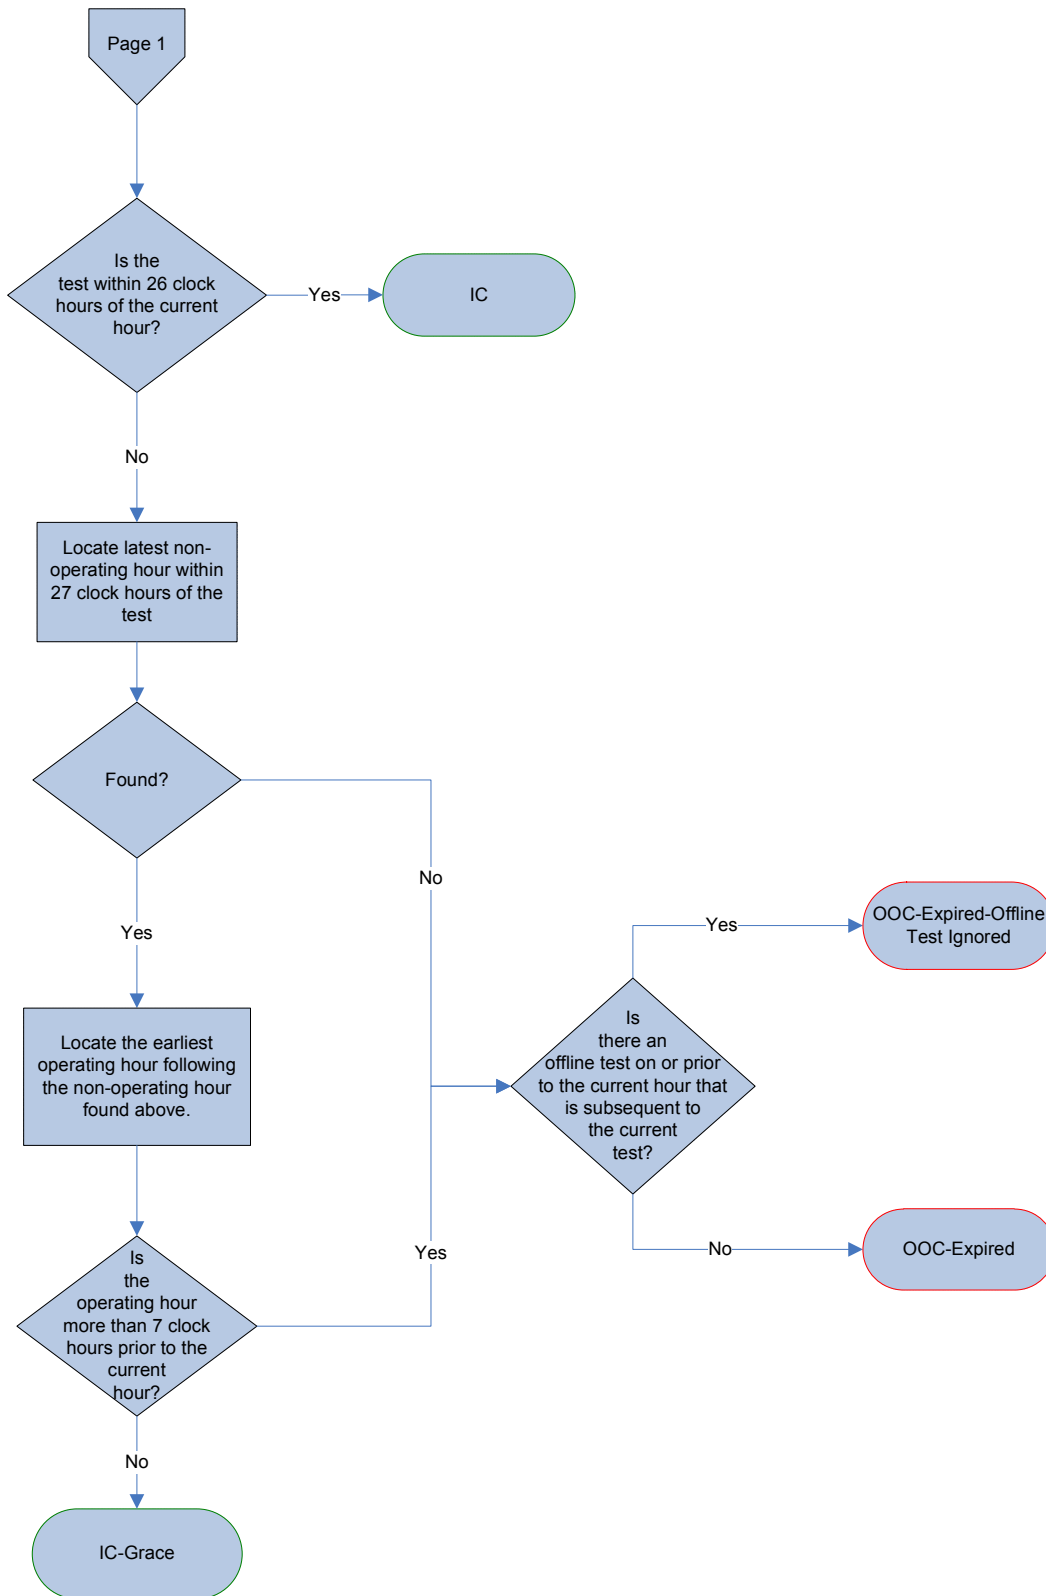 Page 1
Is the
test within 26 clock
hours of the current
hour?
Yes
IC
No
Locate latest non-
operating hour within
27 clock hours of the
test
Found?
No
Yes
Yes
OOC-Expired-Offline
Test Ignored
Locate the earliest
operating hour following
the non-operating hour
found above.
Is
there an
offline test on or prior
to the current hour that
is subsequent to
the current
test?
Yes
No
OOC-Expired
Is
the
operating hour
more than 7 clock
hours prior to the
current
hour?
No
IC-Grace